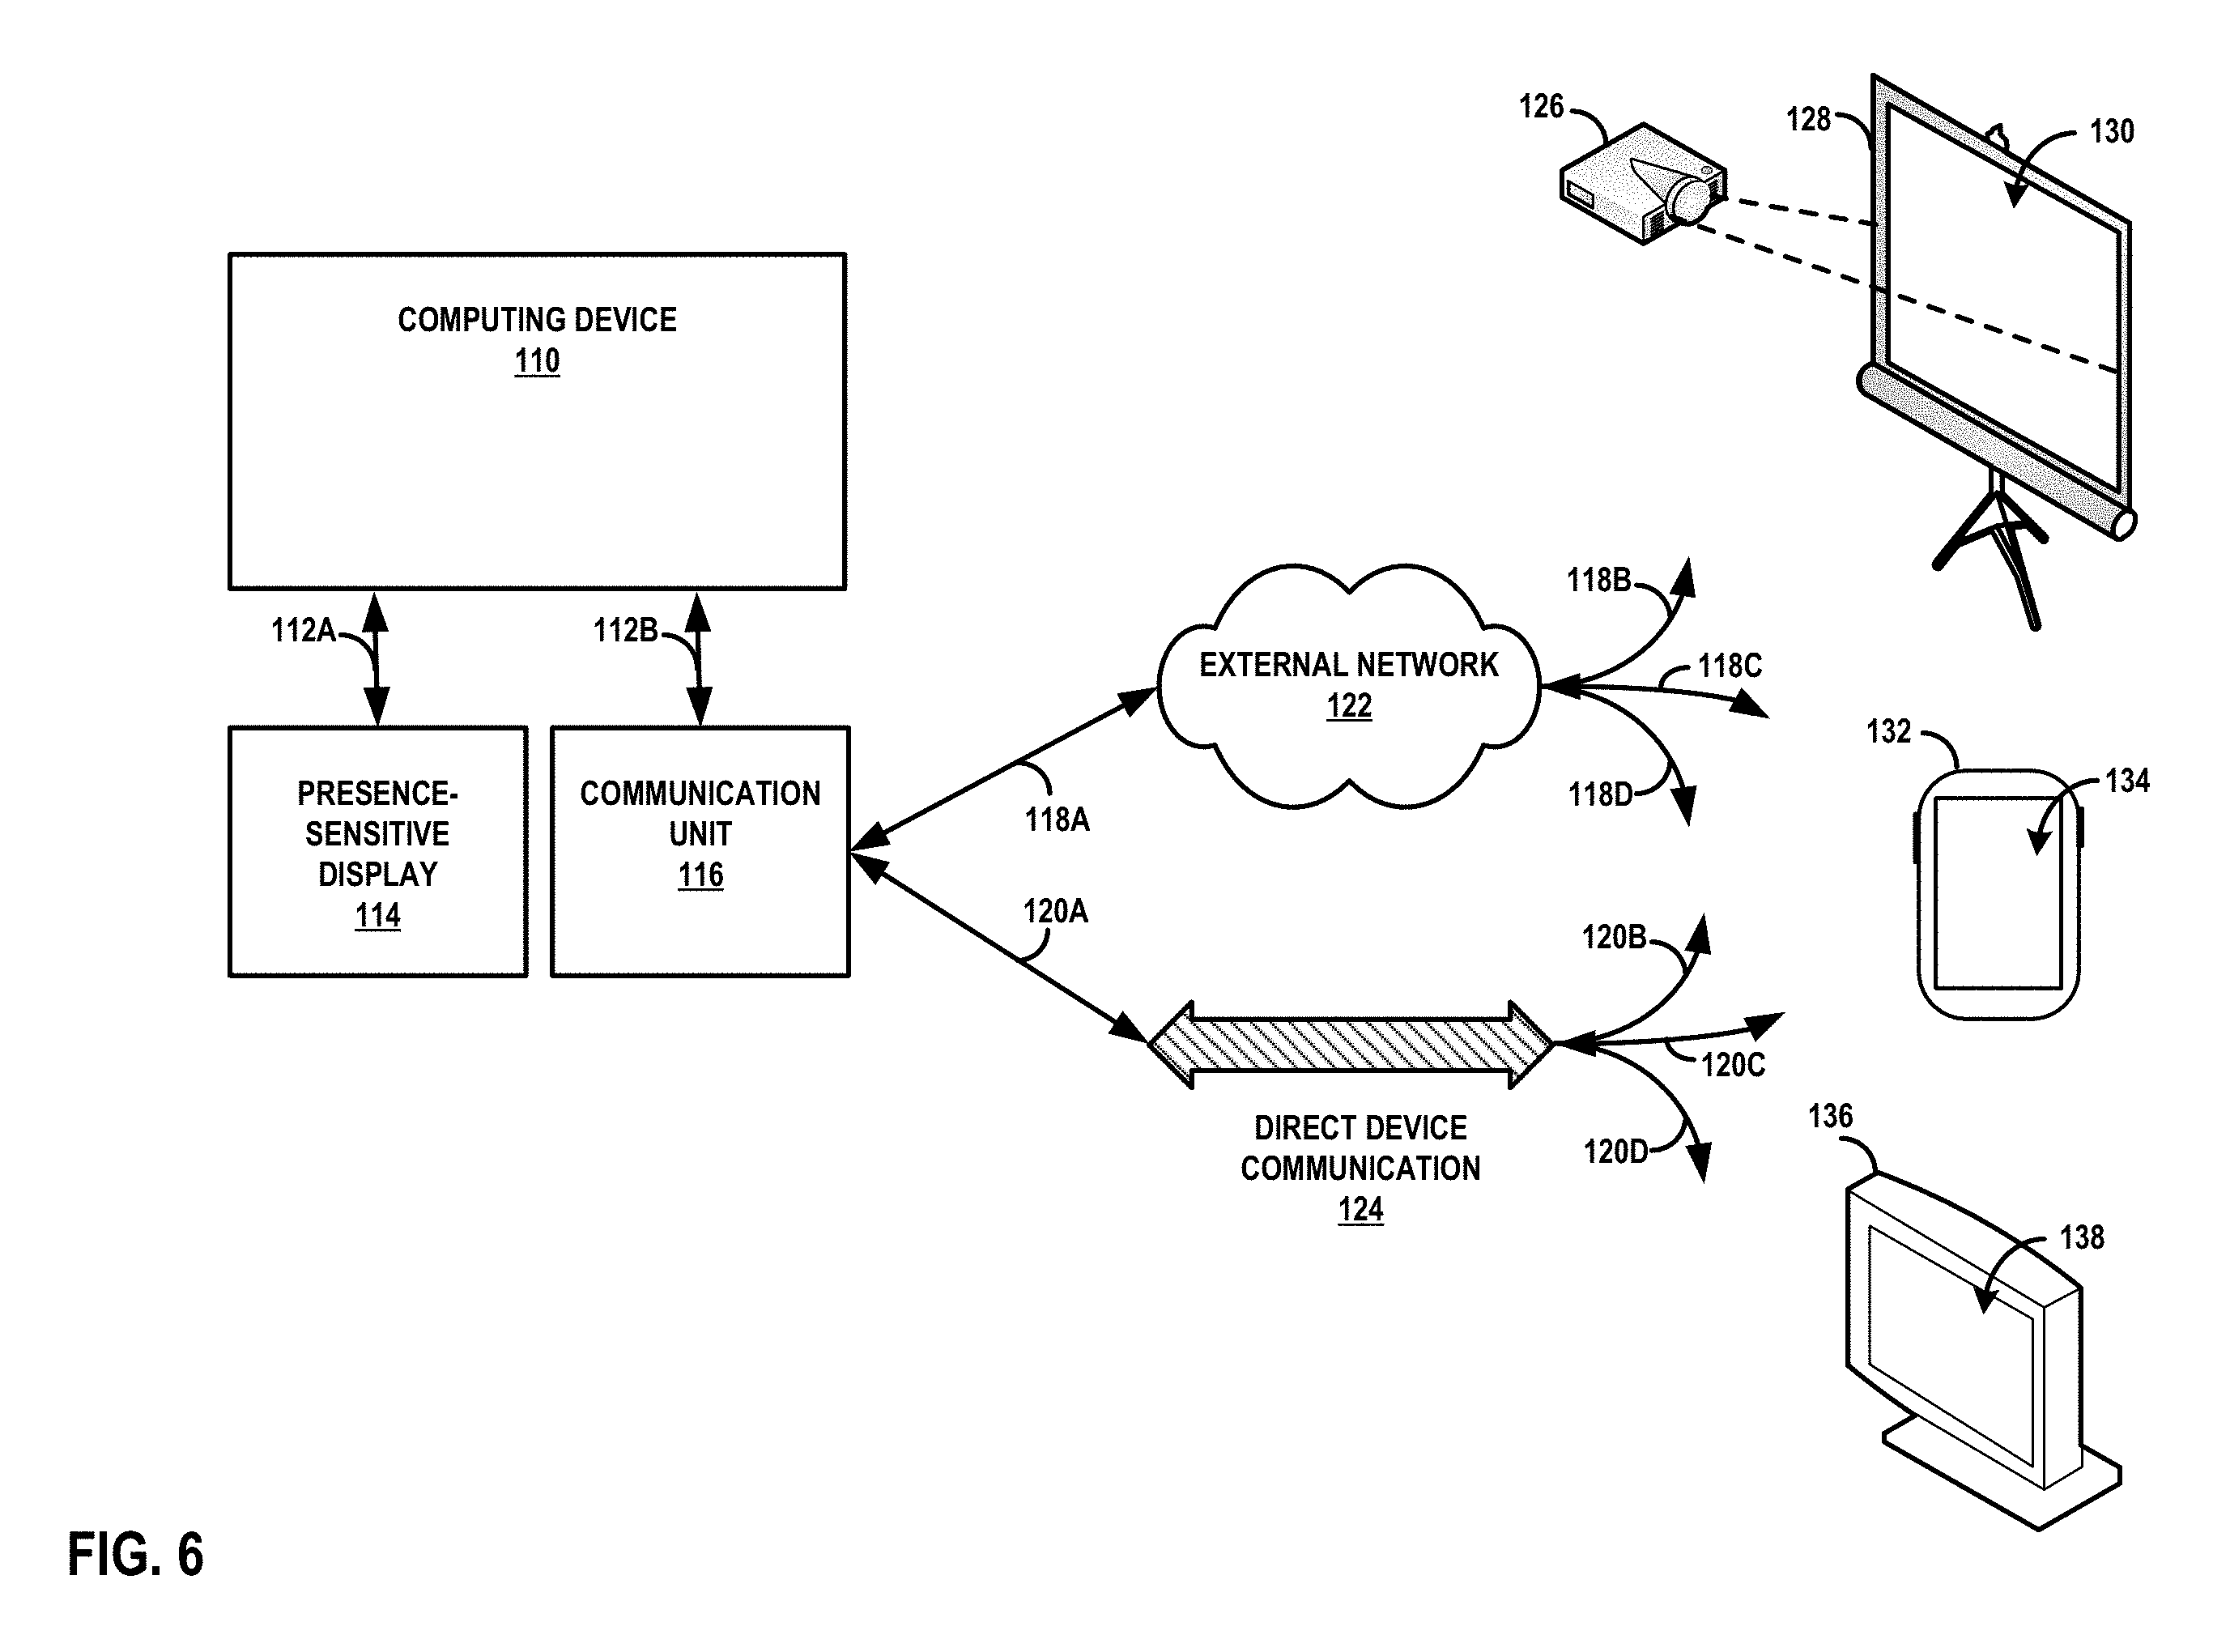 126
128
130
COMPUTING DEVICE
110
112A
112B
118B
118C
118D
EXTERNAL NETWORK
122
132
134
PRESENCE-
SENSITIVE
DISPLAY
114
COMMUNICATION
UNIT
116
118A
120A
120B
120C
120D
DIRECT DEVICE
COMMUNICATION
124
136
138
FIG. 6